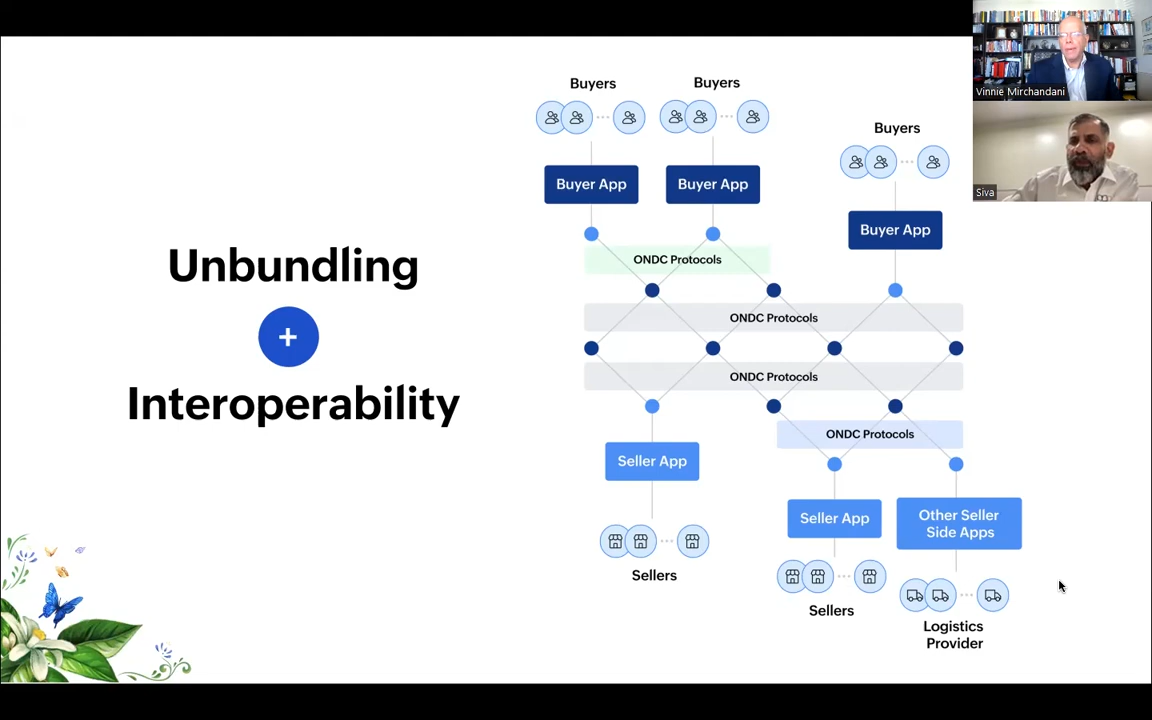 Unbundling
+
Interoperability
Buyers
Buyers
Buyers
Buyer App
Buyer App
Buyer App
ONDC Protocols
ONDC Protocols
ONDC Protocols
ONDC Protocols
Seller App
Sellers
Seller App
Sellers
Other Seller
Side Apps
Logistics
Provider
Vinnie Mirchandani
Siva